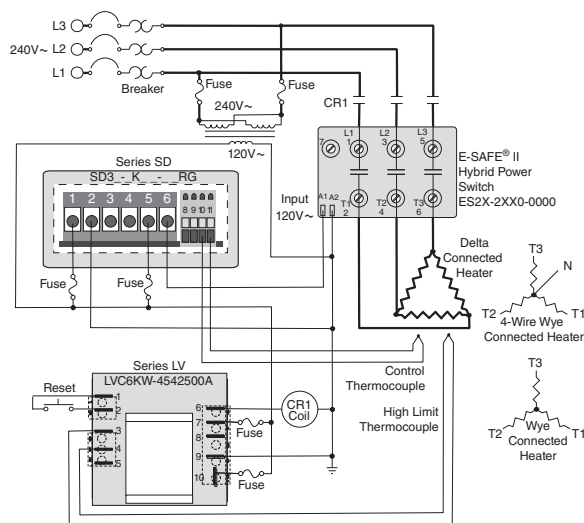 L3
240V~ L2
L1
Breaker
Fuse
Fuse
240V~
120V~
CR1
L1
1
L2
3
L3
5
7
A1 A2
T1
2
T2
4
T3
6
Input
120V~
E-SAFE® II
Hybrid Power
Switch
ES2X-2XX0-0000
Series SD
SD3_-K___-__RG
1 2 3 4 5 6
8 9 10 11
Fuse
Fuse
Delta
Connected
Heater
T3
N
T2
T1
4-Wire Wye
Connected Heater
Control
Thermocouple
High Limit
Thermocouple
T3
T2
T1
Wye
Connected
Heater
Series LV
LVC6KW-4542500A
Reset
1
2
3
4
5
6
7
8
9
10
CR1
Coil
Fuse
Fuse